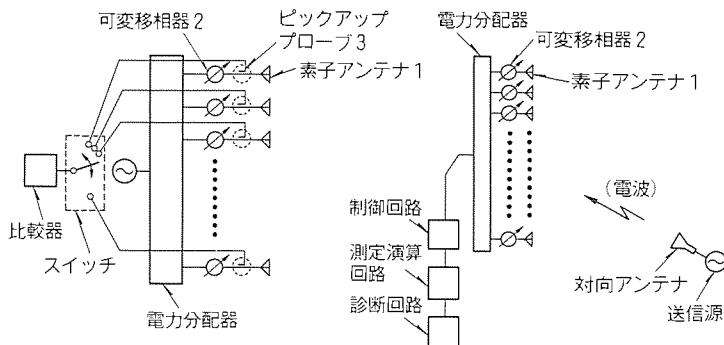 可変移相器2
ピックアップ
プローブ3
素子アンテナ1
比較器
スイッチ
電力分配器
電力分配器
可変移相器2
素子アンテナ1
(電波)
制御回路
測定演算
回路
診断回路
対向アンテナ
送信源